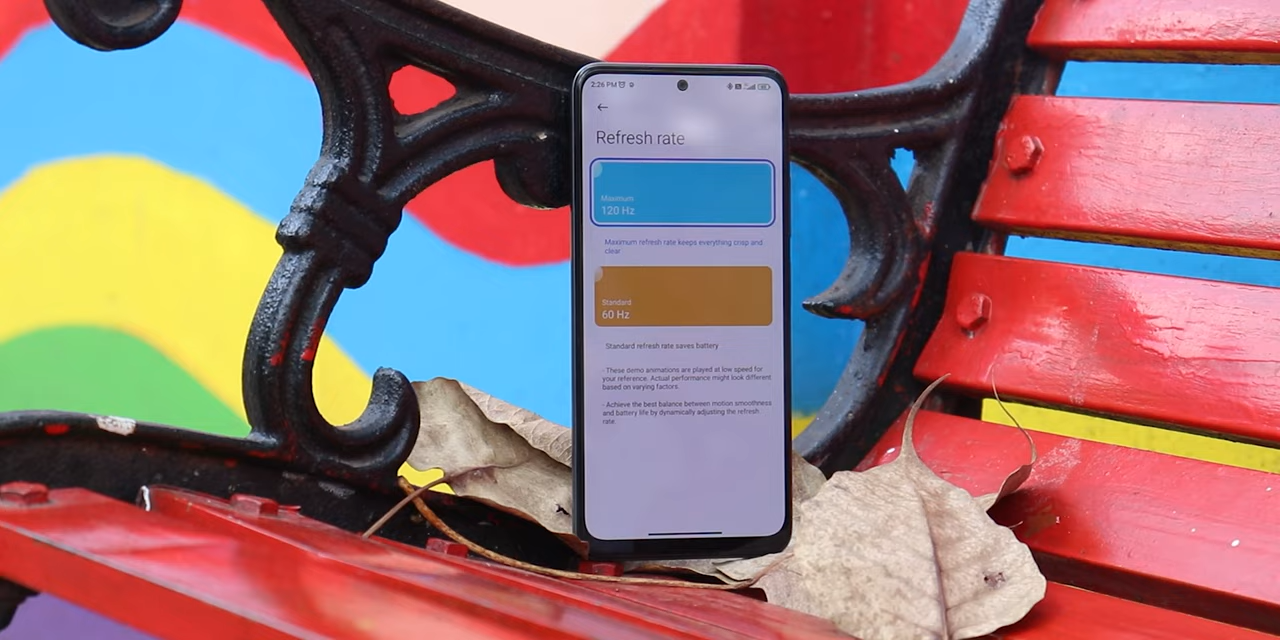 2:26 PM
Refresh rate
Maximum
120 Hz
Maximum refresh rate keeps everything crisp and
clear
Standard
60 Hz
Standard refresh rate saves battery
- These demo animations are played at low speed for
your reference. Actual performance might look different
based on varying factors.
- Achieve the best balance between motion smoothness
and battery life by dynamically adjusting the refresh
rate.